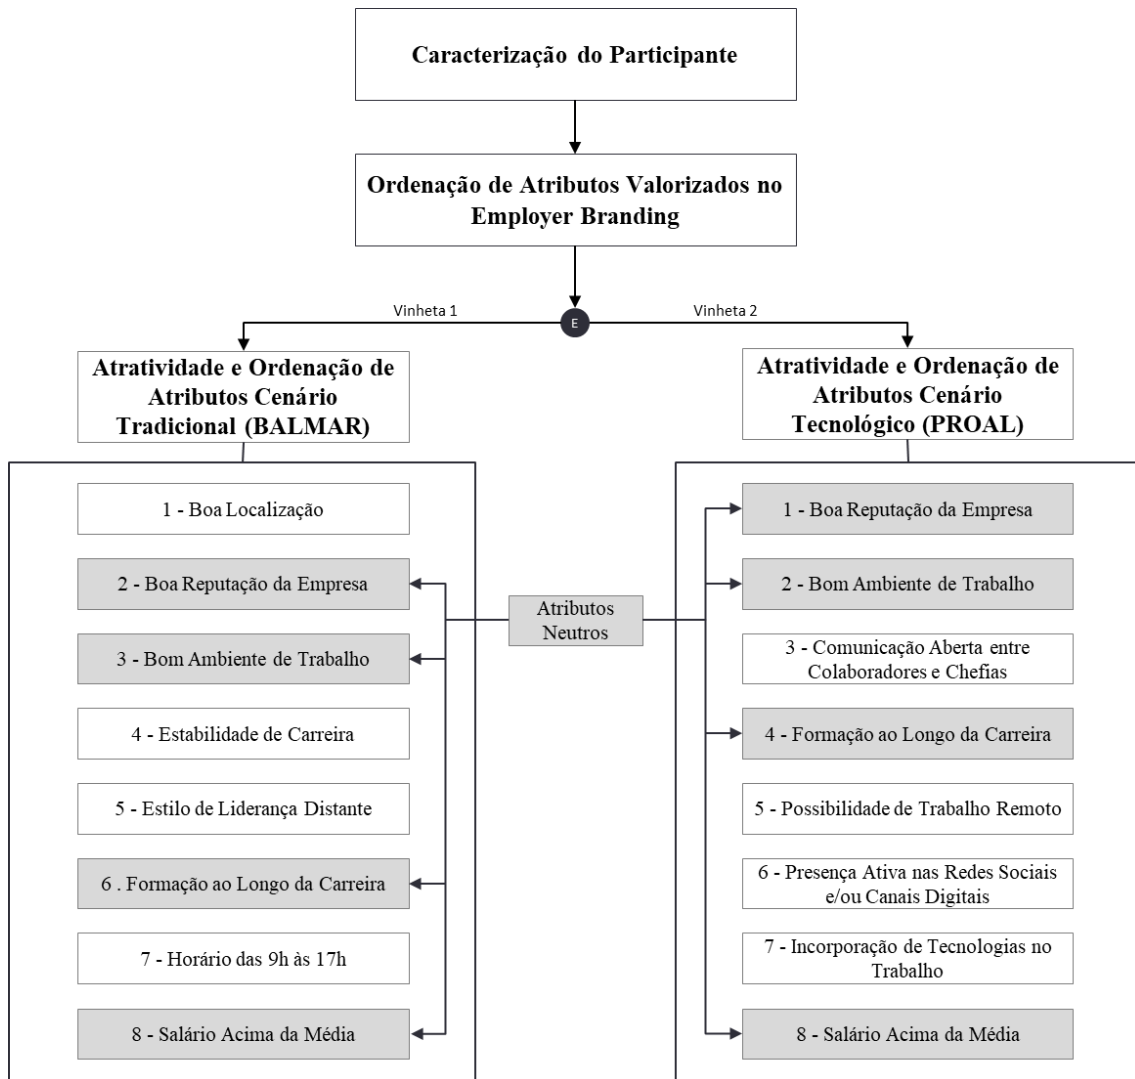 Caracterização do Participante
Ordenação de Atributos Valorizados no
Employer Branding
Vinheta 1
E
Vinheta 2
Atratividade e Ordenação de
Atributos Cenário
Tradicional (BALMAR)
Atratividade e Ordenação de
Atributos Cenário
Tecnológico (PROAL)
1 - Boa Localização
2 - Boa Reputação da Empresa
3 - Bom Ambiente de Trabalho
4 - Estabilidade de Carreira
5 - Estilo de Liderança Distante
6 . Formação ao Longo da Carreira
7 - Horário das 9h às 17h
8 - Salário Acima da Média
Atributos
Neutros
1 - Boa Reputação da Empresa
2 - Bom Ambiente de Trabalho
3 - Comunicação Aberta entre
Colaboradores e Chefias
4 - Formação ao Longo da Carreira
5 - Possibilidade de Trabalho Remoto
6 - Presença Ativa nas Redes Sociais
e/ou Canais Digitais
7 - Incorporação de Tecnologias no
Trabalho
8 - Salário Acima da Média